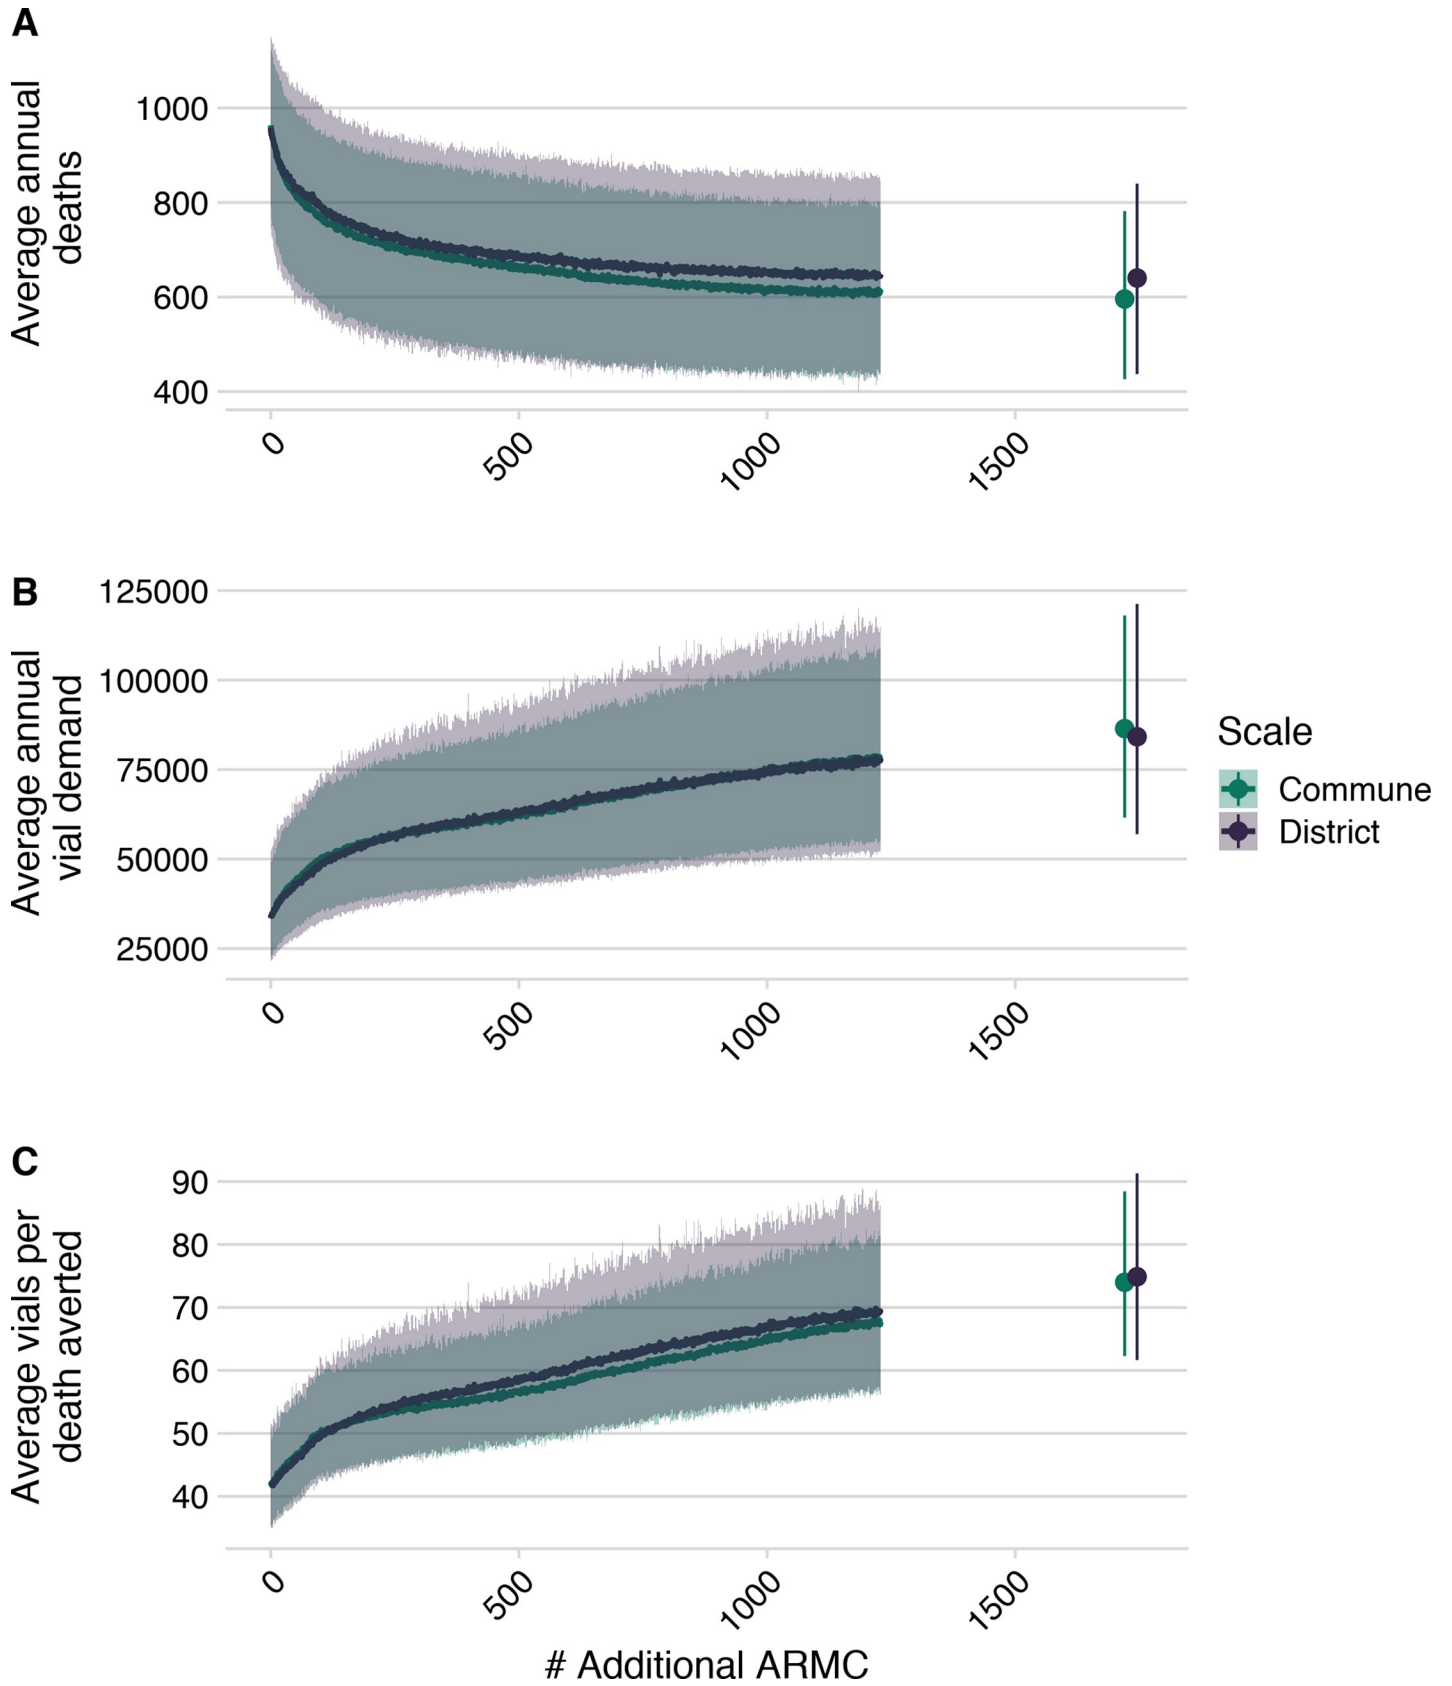 A
Average annual
deaths
1000
800
600
400
0
500
1000
1500
B
Average annual
vial demand
125000
100000
75000
50000
25000
0
500
1000
1500
Scale
Commune
District
C
Average vials per
death averted
90
80
70
60
50
40
0
500
1000
1500
# Additional ARMC